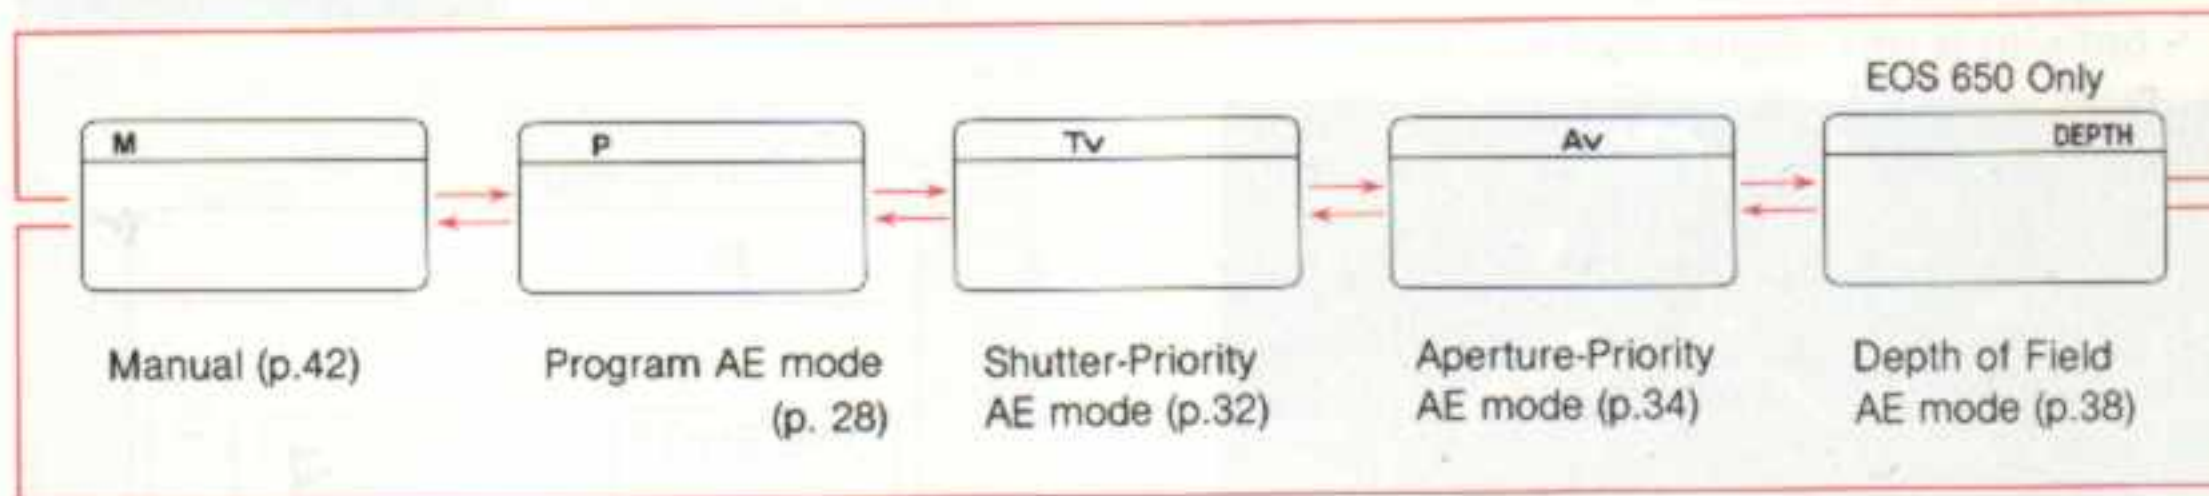 EOS 650 Only
M P Tv Av DEPTH
Manual (p.42) Program AE mode Shutter-Priority Aperture-Priority Depth of Field
(p. 28) AE mode (p.32) AE mode (p.34) AE mode (p.38)